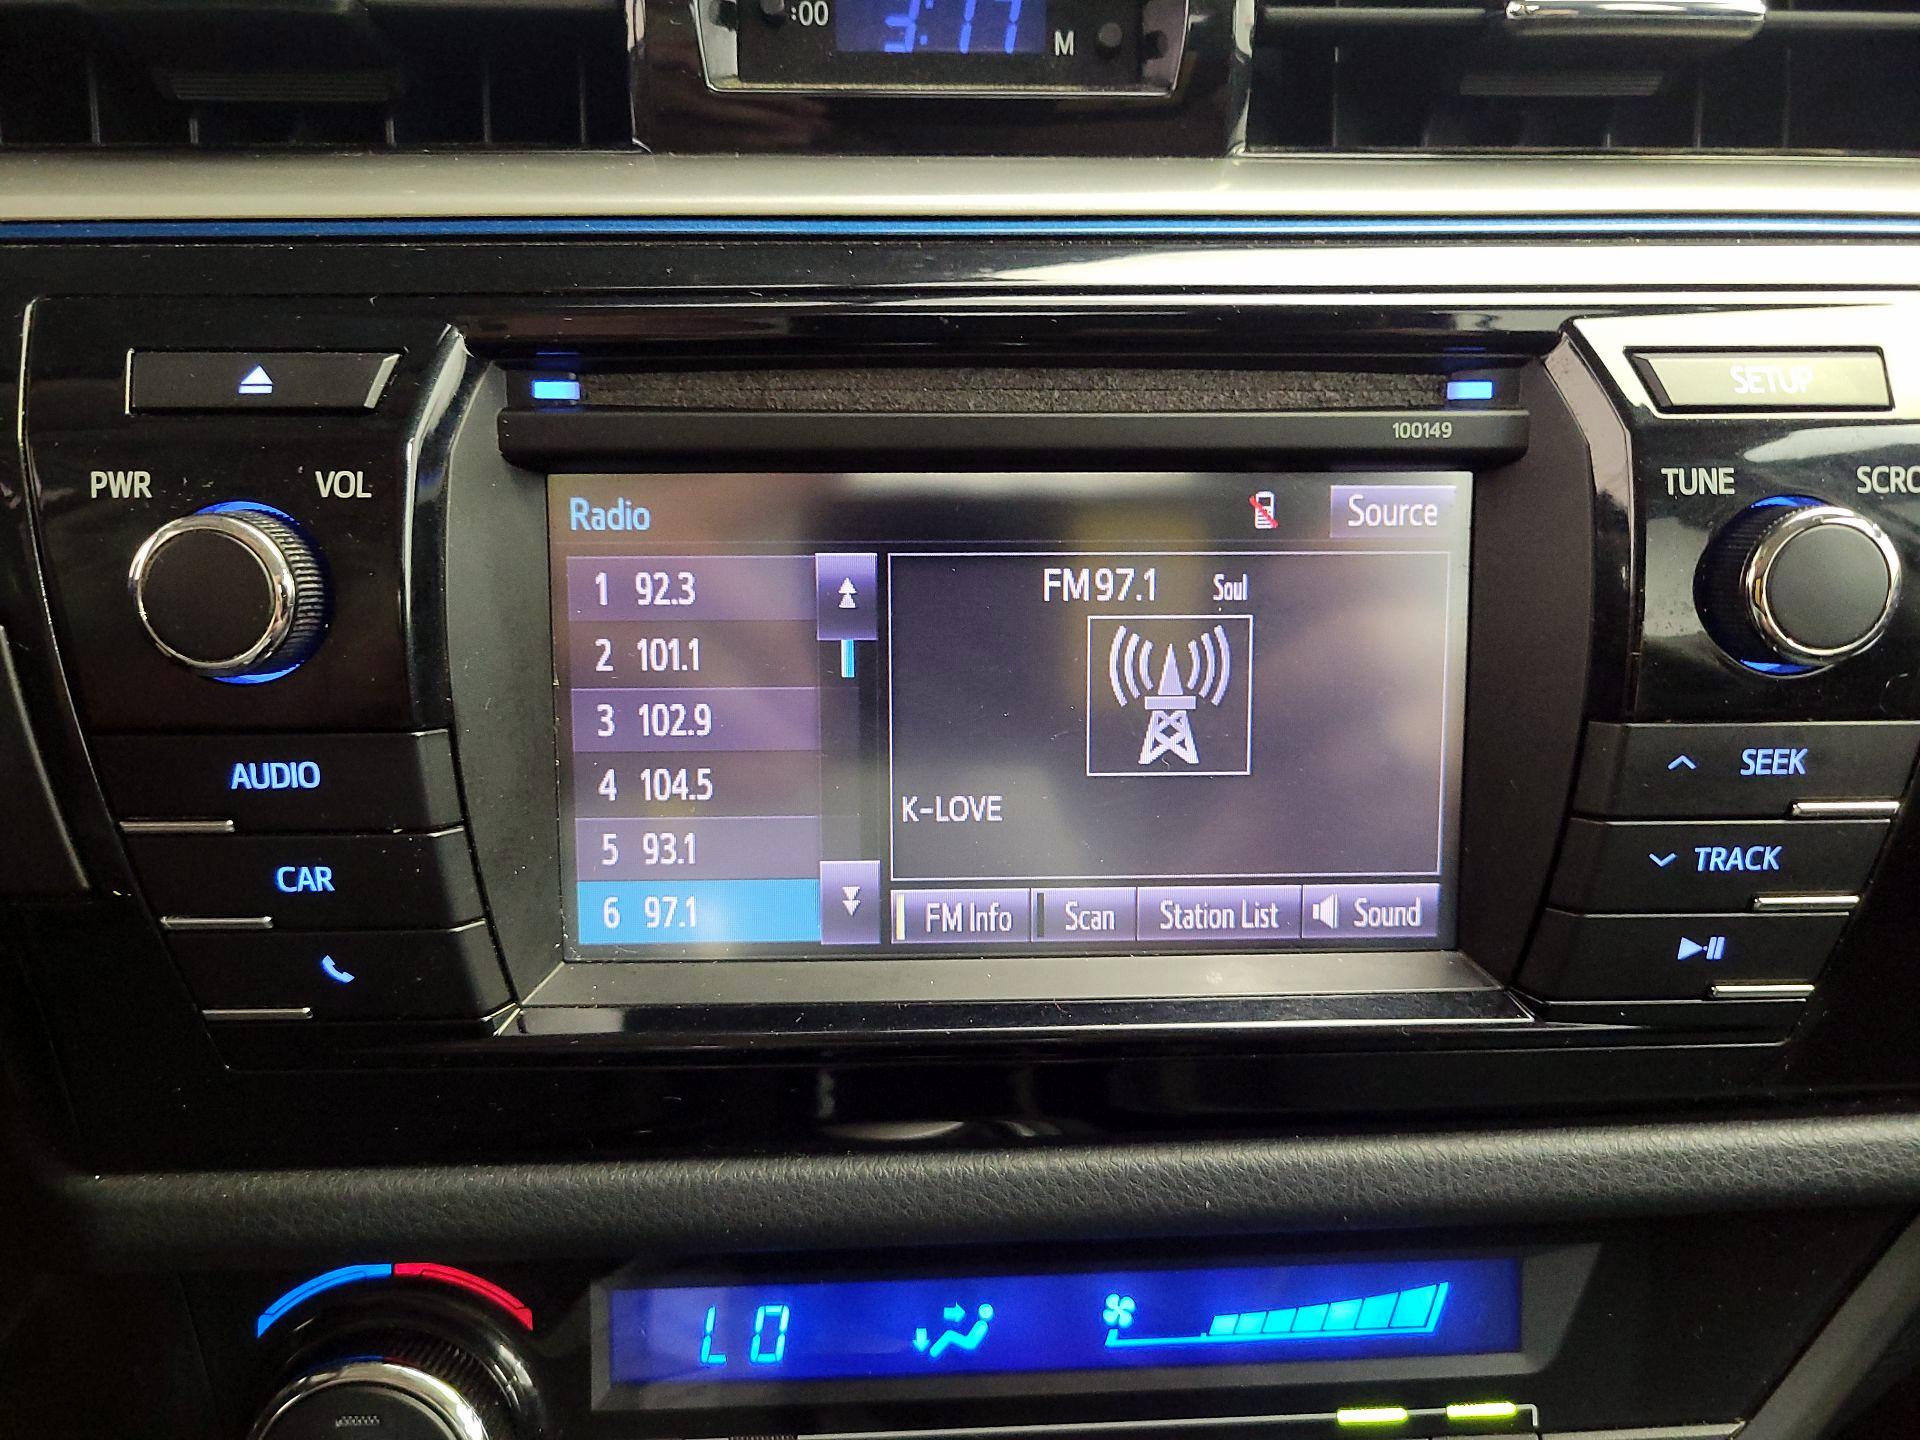 :00
3:17
M
SETUP
100149
PWR
VOL
TUNE
Radio
Source
1 92.3
FM 97.1
Soul
2 101.1
3 102.9
4 104.5
K-LOVE
5 93.1
6 97.1
FM Info
Scan
Station List
Sound
AUDIO
CAR
SEEK
TRACK
LO